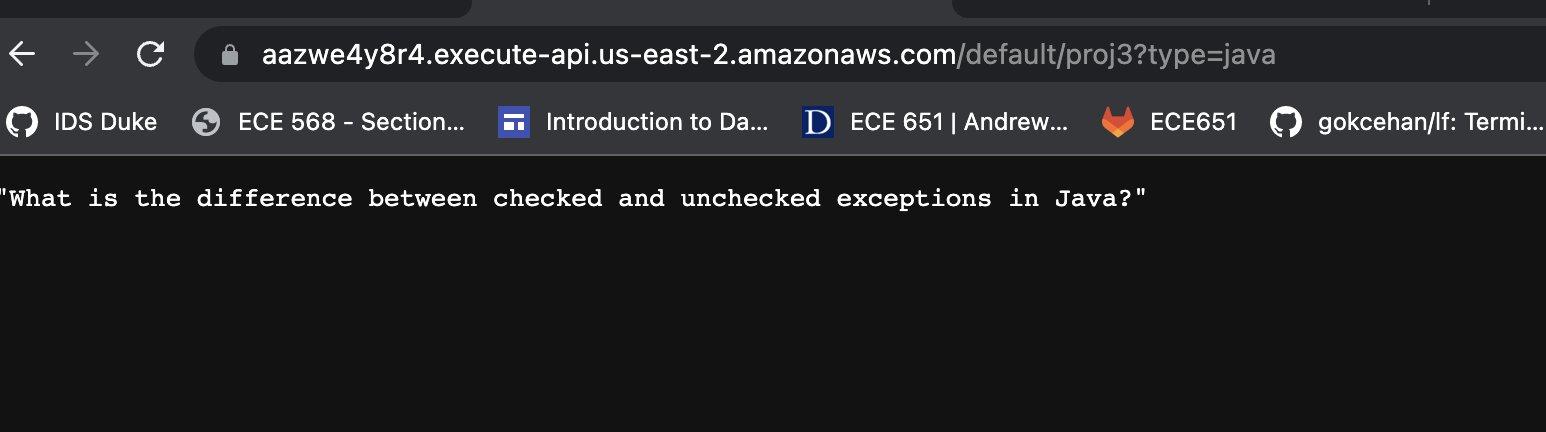 aazwe4y8r4.execute-api.us-east-2.amazonaws.com/default/proj3?type=java
IDS Duke ECE 568 - Section... Introduction to Da... D ECE 651 | Andrew... ECE651 gokcehan/lf: Termi...
"What is the difference between checked and unchecked exceptions in Java?"